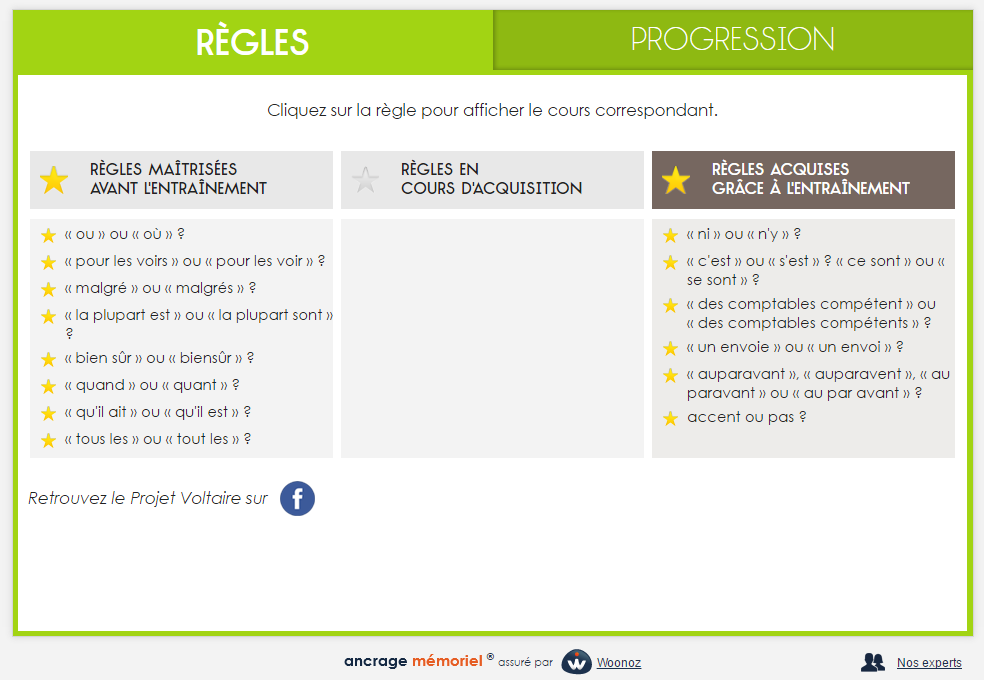 RÈGLES
PROGRESSION
Cliquez sur la règle pour afficher le cours correspondant.
RÈGLES MAÎTRISÉES
AVANT L'ENTRAÎNEMENT
« ou » ou « où » ?
« pour les voirs » ou « pour les voir » ?
« malgré » ou « malgrés » ?
« la plupart est » ou « la plupart sont »
?
« bien sûr » ou « biensûr » ?
« quand » ou « quant » ?
« qu'il ait » ou « qu'il est » ?
« tous les » ou « tout les » ?
RÈGLES EN
COURS D'ACQUISITION
RÈGLES ACQUISES
GRÂCE À L'ENTRAÎNEMENT
« ni » ou « n'y » ?
« c'est » ou « s'est » ? « ce sont » ou «
se sont » ?
« des comptables compétent » ou
« des comptables compétents » ?
« un envoie » ou « un envoi » ?
« auparavant », « auparavent », « au
paravant » ou « au par avant » ?
accent ou pas ?
Retrouvez le Projet Voltaire sur f
ancrage mémoriel ® assuré par w Woonoz
Nos experts